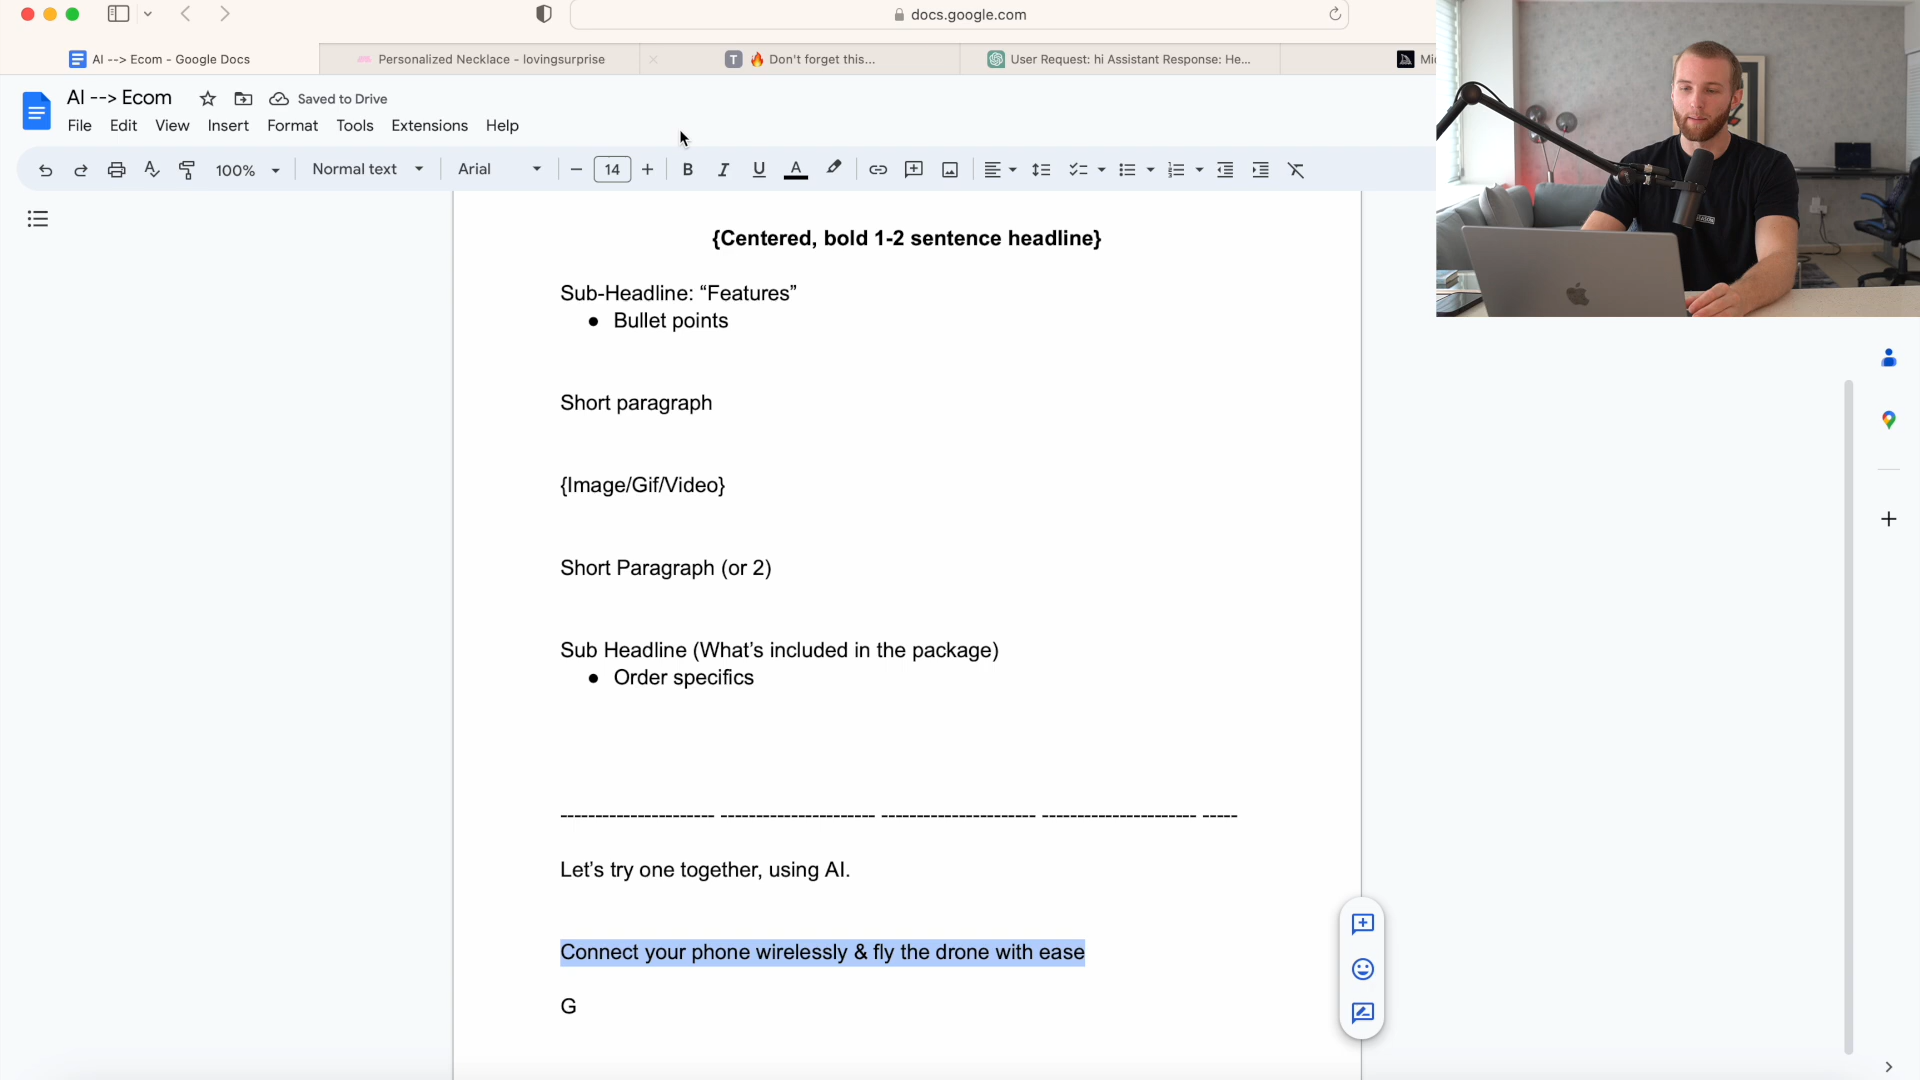 docs.google.com
AI --> Ecom - Google Docs
Personalized Necklace - lovingsurprise
T 🔥 Don't forget this...
User Request: hi Assistant Response: He...
Mi
AI --> Ecom
Saved to Drive
File Edit View Insert Format Tools Extensions Help
100% Normal text Arial 14 B I U A
{Centered, bold 1-2 sentence headline}
Sub-Headline: “Features”
● Bullet points
Short paragraph
{Image/Gif/Video}
Short Paragraph (or 2)
Sub Headline (What’s included in the package)
● Order specifics
---------------------- ---------------------- ---------------------- ---------------------- -----
Let’s try one together, using AI.
Connect your phone wirelessly & fly the drone with ease
G